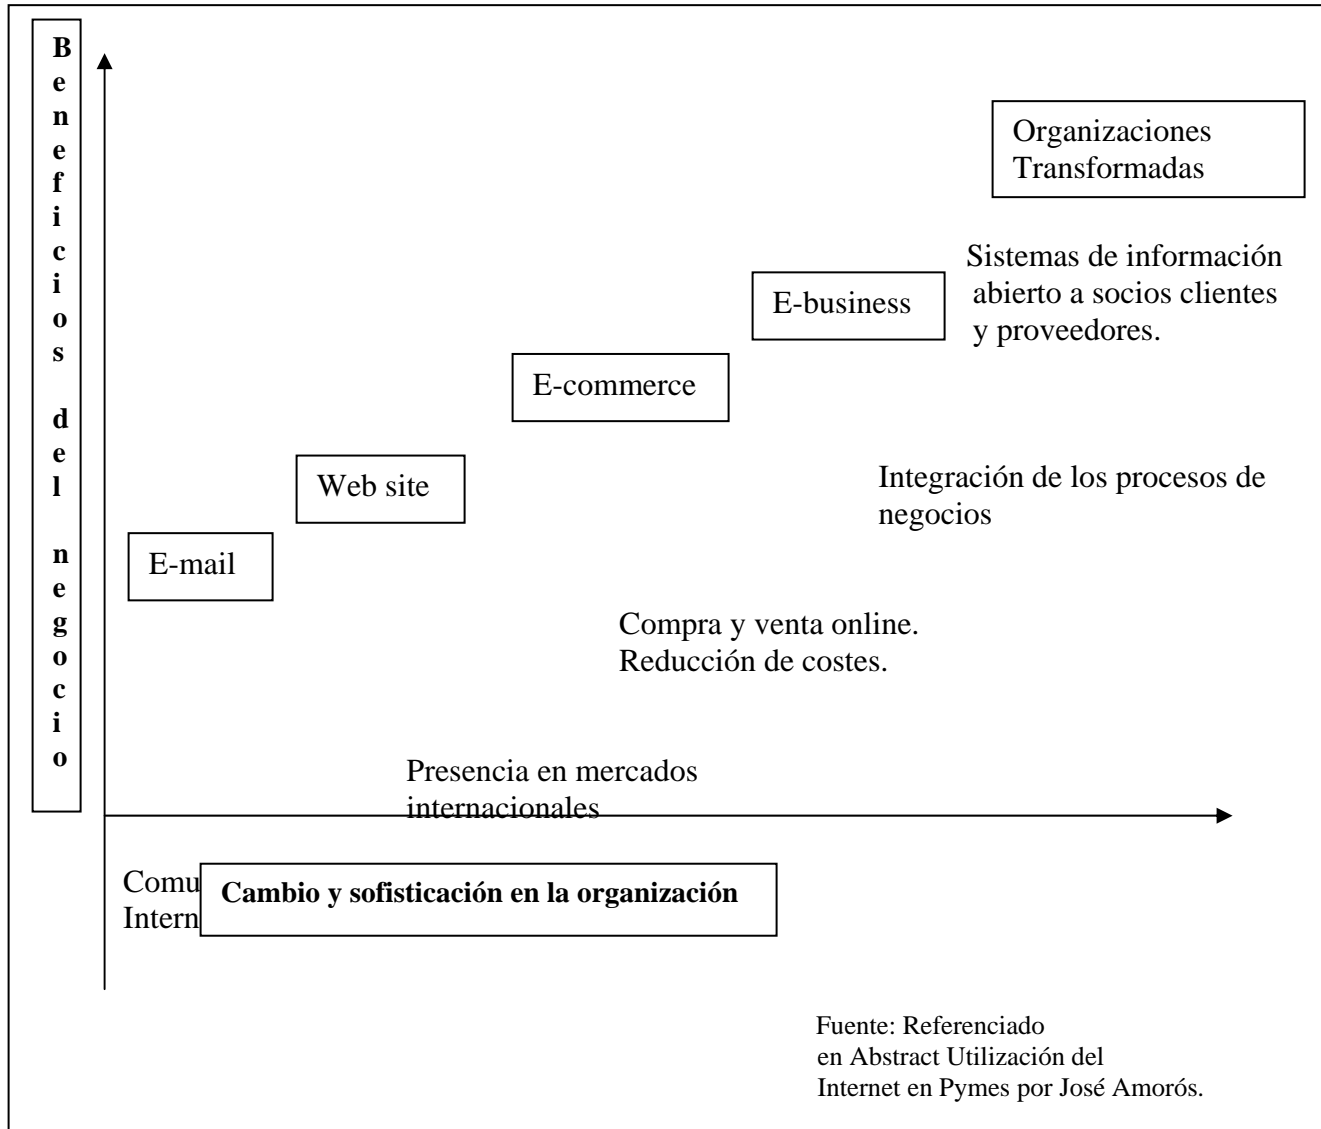 Beneficios del negocio
Organizaciones
Transformadas
Sistemas de información
abierto a socios clientes
y proveedores.
E-business
E-commerce
Web site
Integración de los procesos de
negocios
E-mail
Compra y venta online.
Reducción de costes.
Presencia en mercados
internacionales
Cambio y sofisticación en la organización
Fuente: Referenciado
en Abstract Utilización del
Internet en Pymes por José Amorós.